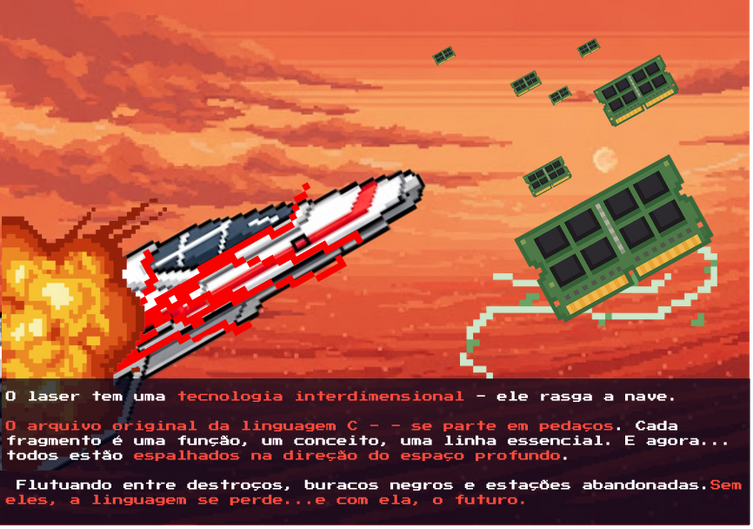 O laser tem uma tecnologia interdimensional - ele rasga a nave.
O arquivo original da linguagem C - - se parte em pedaços. Cada
fragmento é uma função, um conceito, uma linha essencial. E agora...
todos estão espalhados na direção do espaço profundo.
Flutuando entre destroços, buracos negros e estações abandonadas.Sem
eles, a linguagem se perde...e com ela, o futuro.